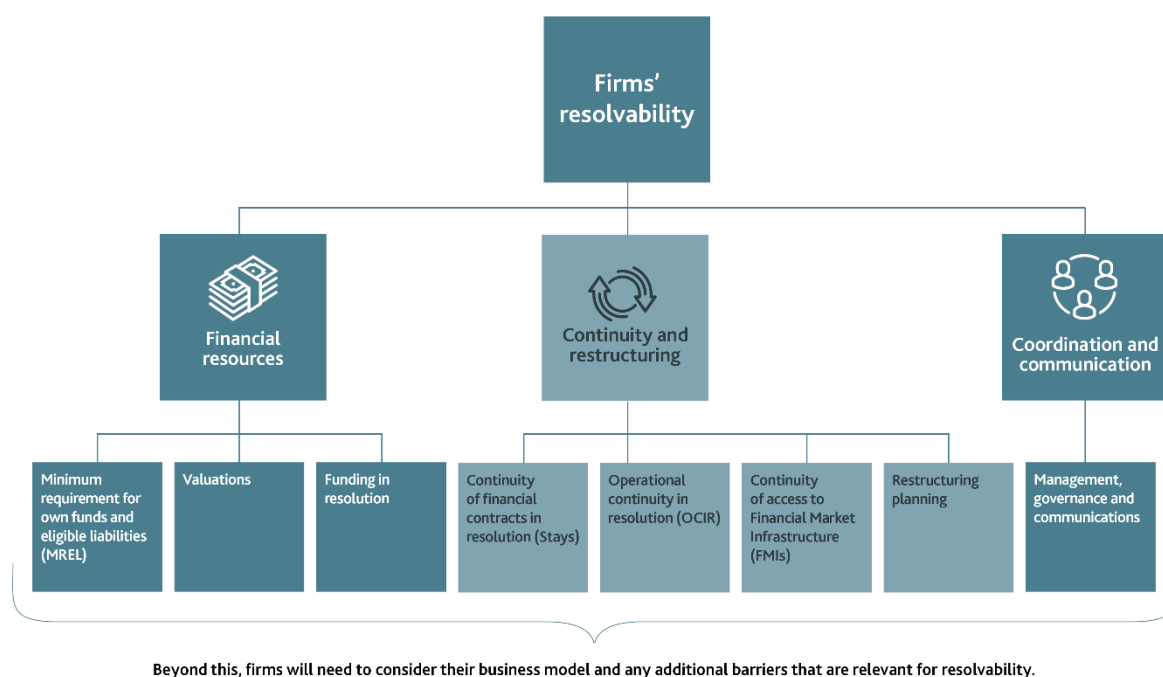 Firms’
resolvability
Financial
resources
Continuity and
restructuring
Coordination and
communication
Minimum
requirement for
own funds and
eligible liabilities
(MREL)
Valuations
Funding in
resolution
Continuity
of financial
contracts in
resolution (Stays)
Operational
continuity in
resolution (OCIR)
Continuity
of access to
Financial Market
Infrastructure
(FMIs)
Restructuring
planning
Management,
governance and
communications
Beyond this, firms will need to consider their business model and any additional barriers that are relevant for resolvability.